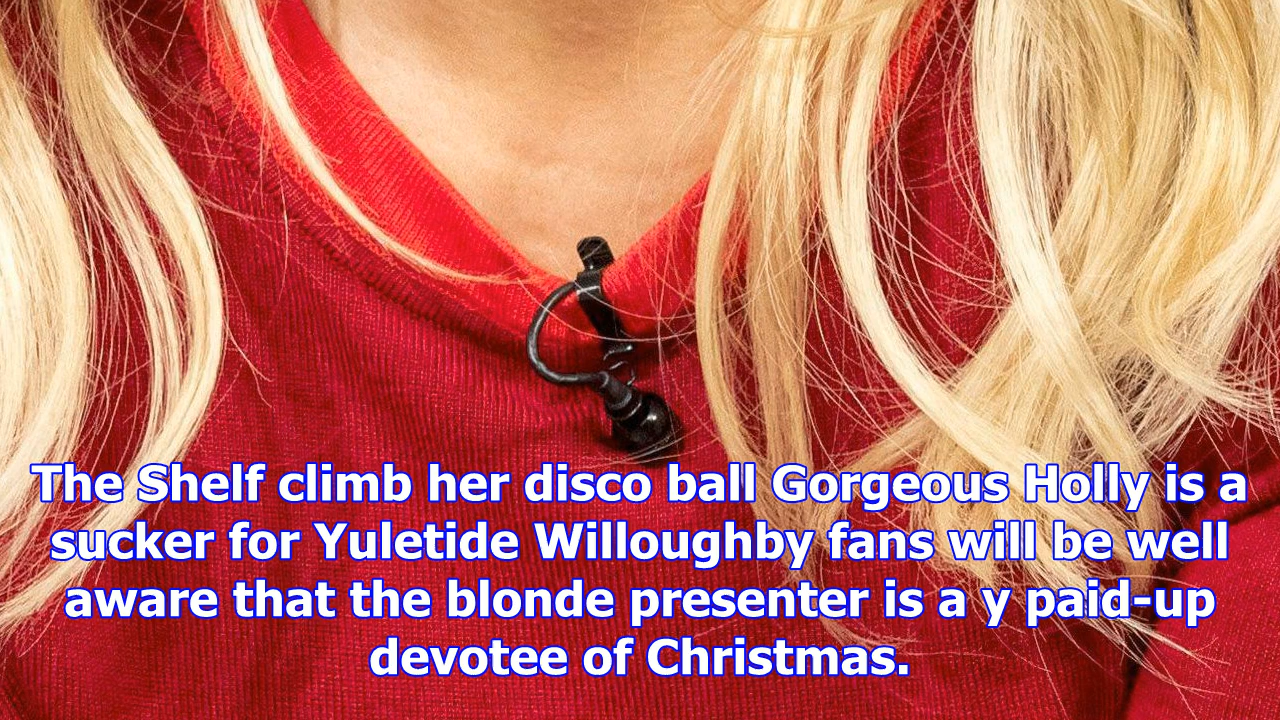 The Shelf climb her disco ball Gorgeous Holly is a
sucker for Yuletide Willoughby fans will be well
aware that the blonde presenter is a y paid-up
devotee of Christmas.